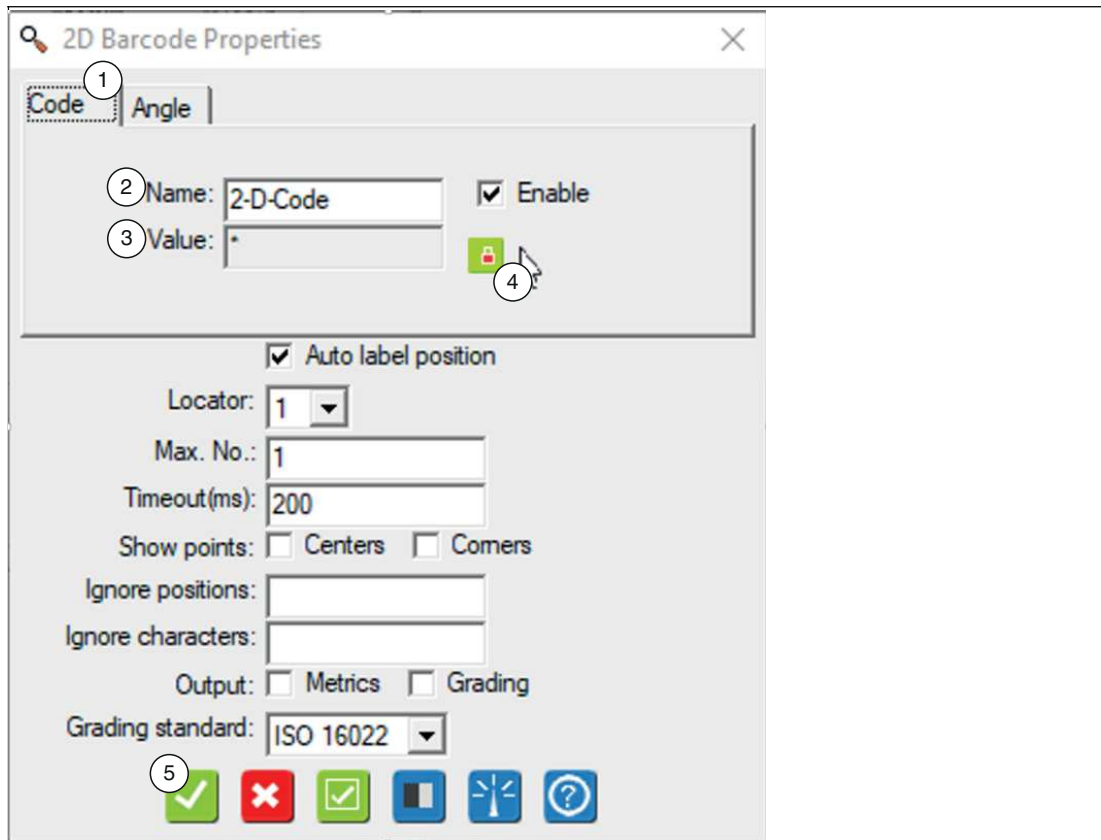 2D Barcode Properties
1
Code Angle
2 Name: 2-D-Code Enable
3 Value: *
4
Auto label position
Locator: 1
Max. No.: 1
Timeout(ms): 200
Show points: Centers Corners
Ignore positions:
Ignore characters:
Output: Metrics Grading
Grading standard: ISO 16022
5
?